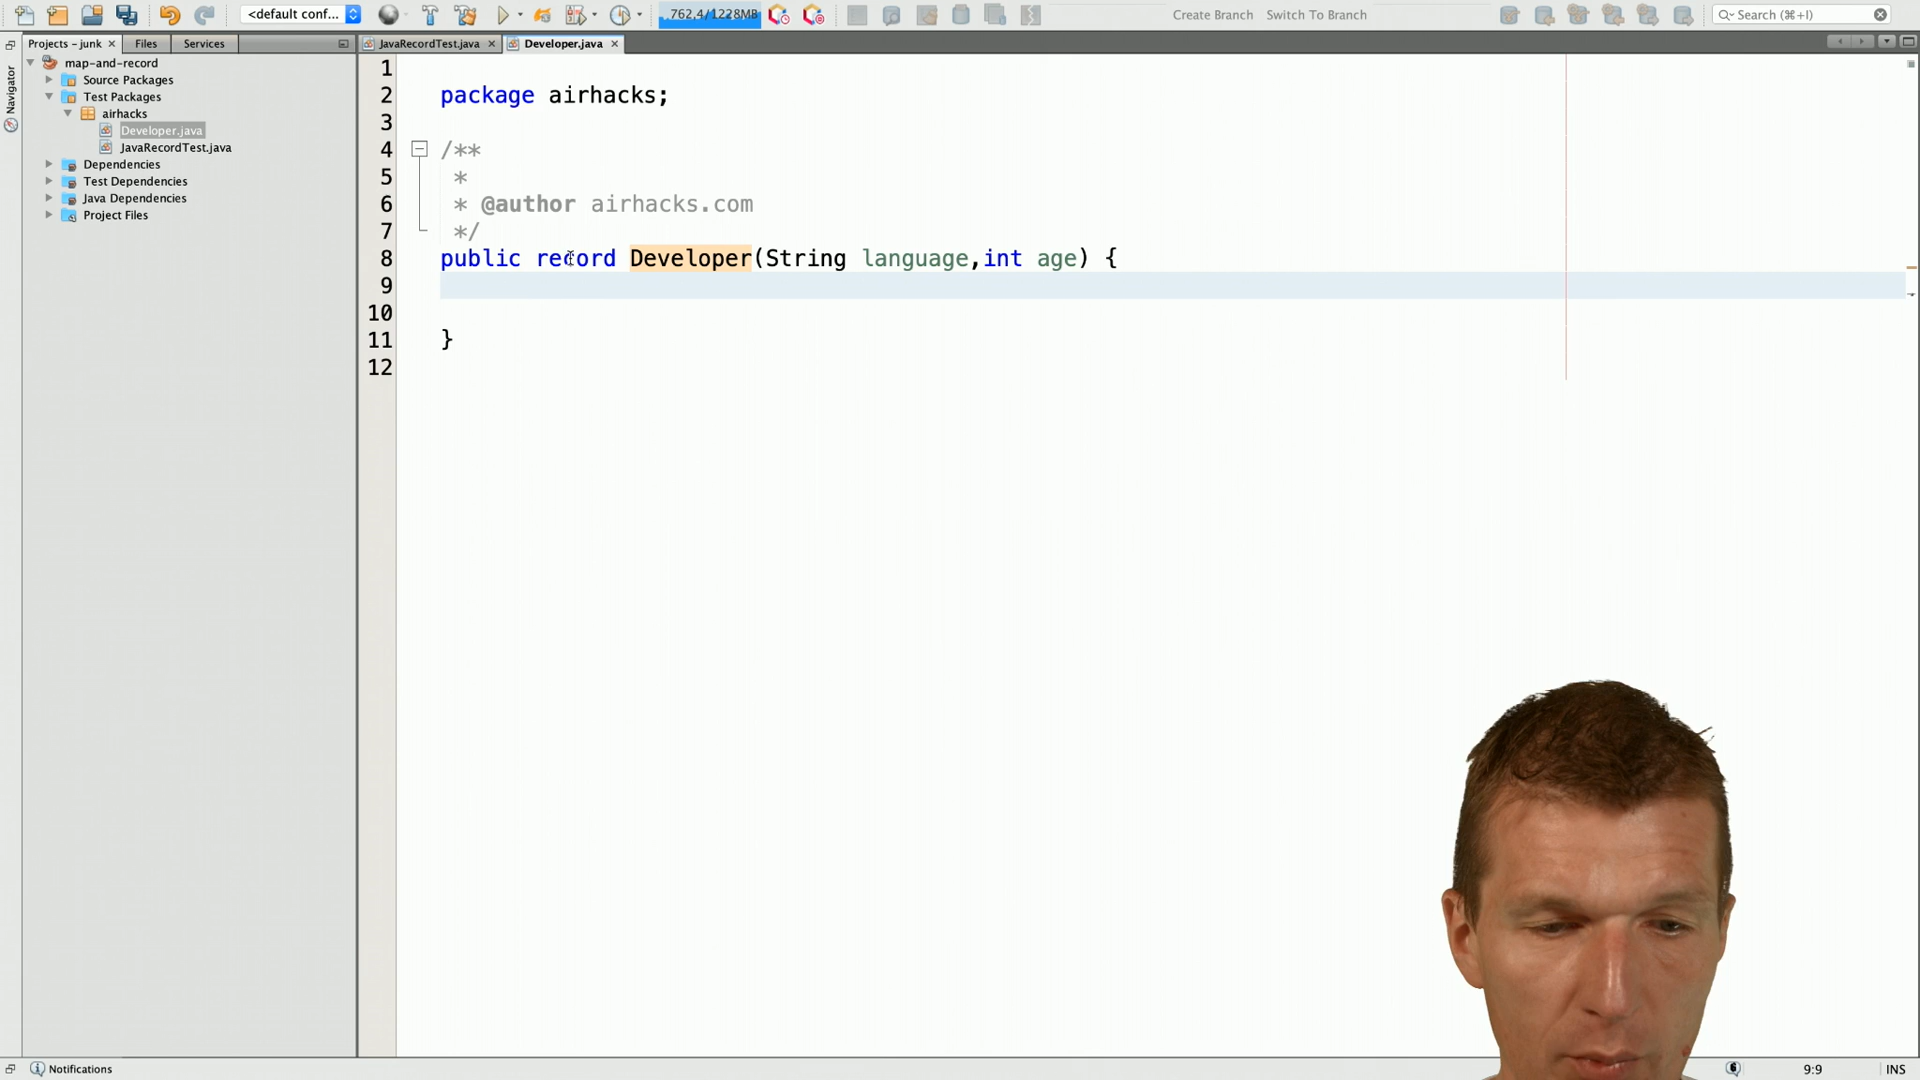 <default conf...
762,4/1228MB
Create Branch
Switch To Branch
Search (⌘+I)
Projects – junk
Files
Services
JavaRecordTest.java
Developer.java
Navigator
map-and-record
Source Packages
Test Packages
airhacks
Developer.java
JavaRecordTest.java
Dependencies
Test Dependencies
Java Dependencies
Project Files
1
2 package airhacks;
3
4 /**
5 *
6 * @author airhacks.com
7 */
8 public record Developer(String language,int age) {
9
10
11 }
12
Notifications
6
9:9
INS